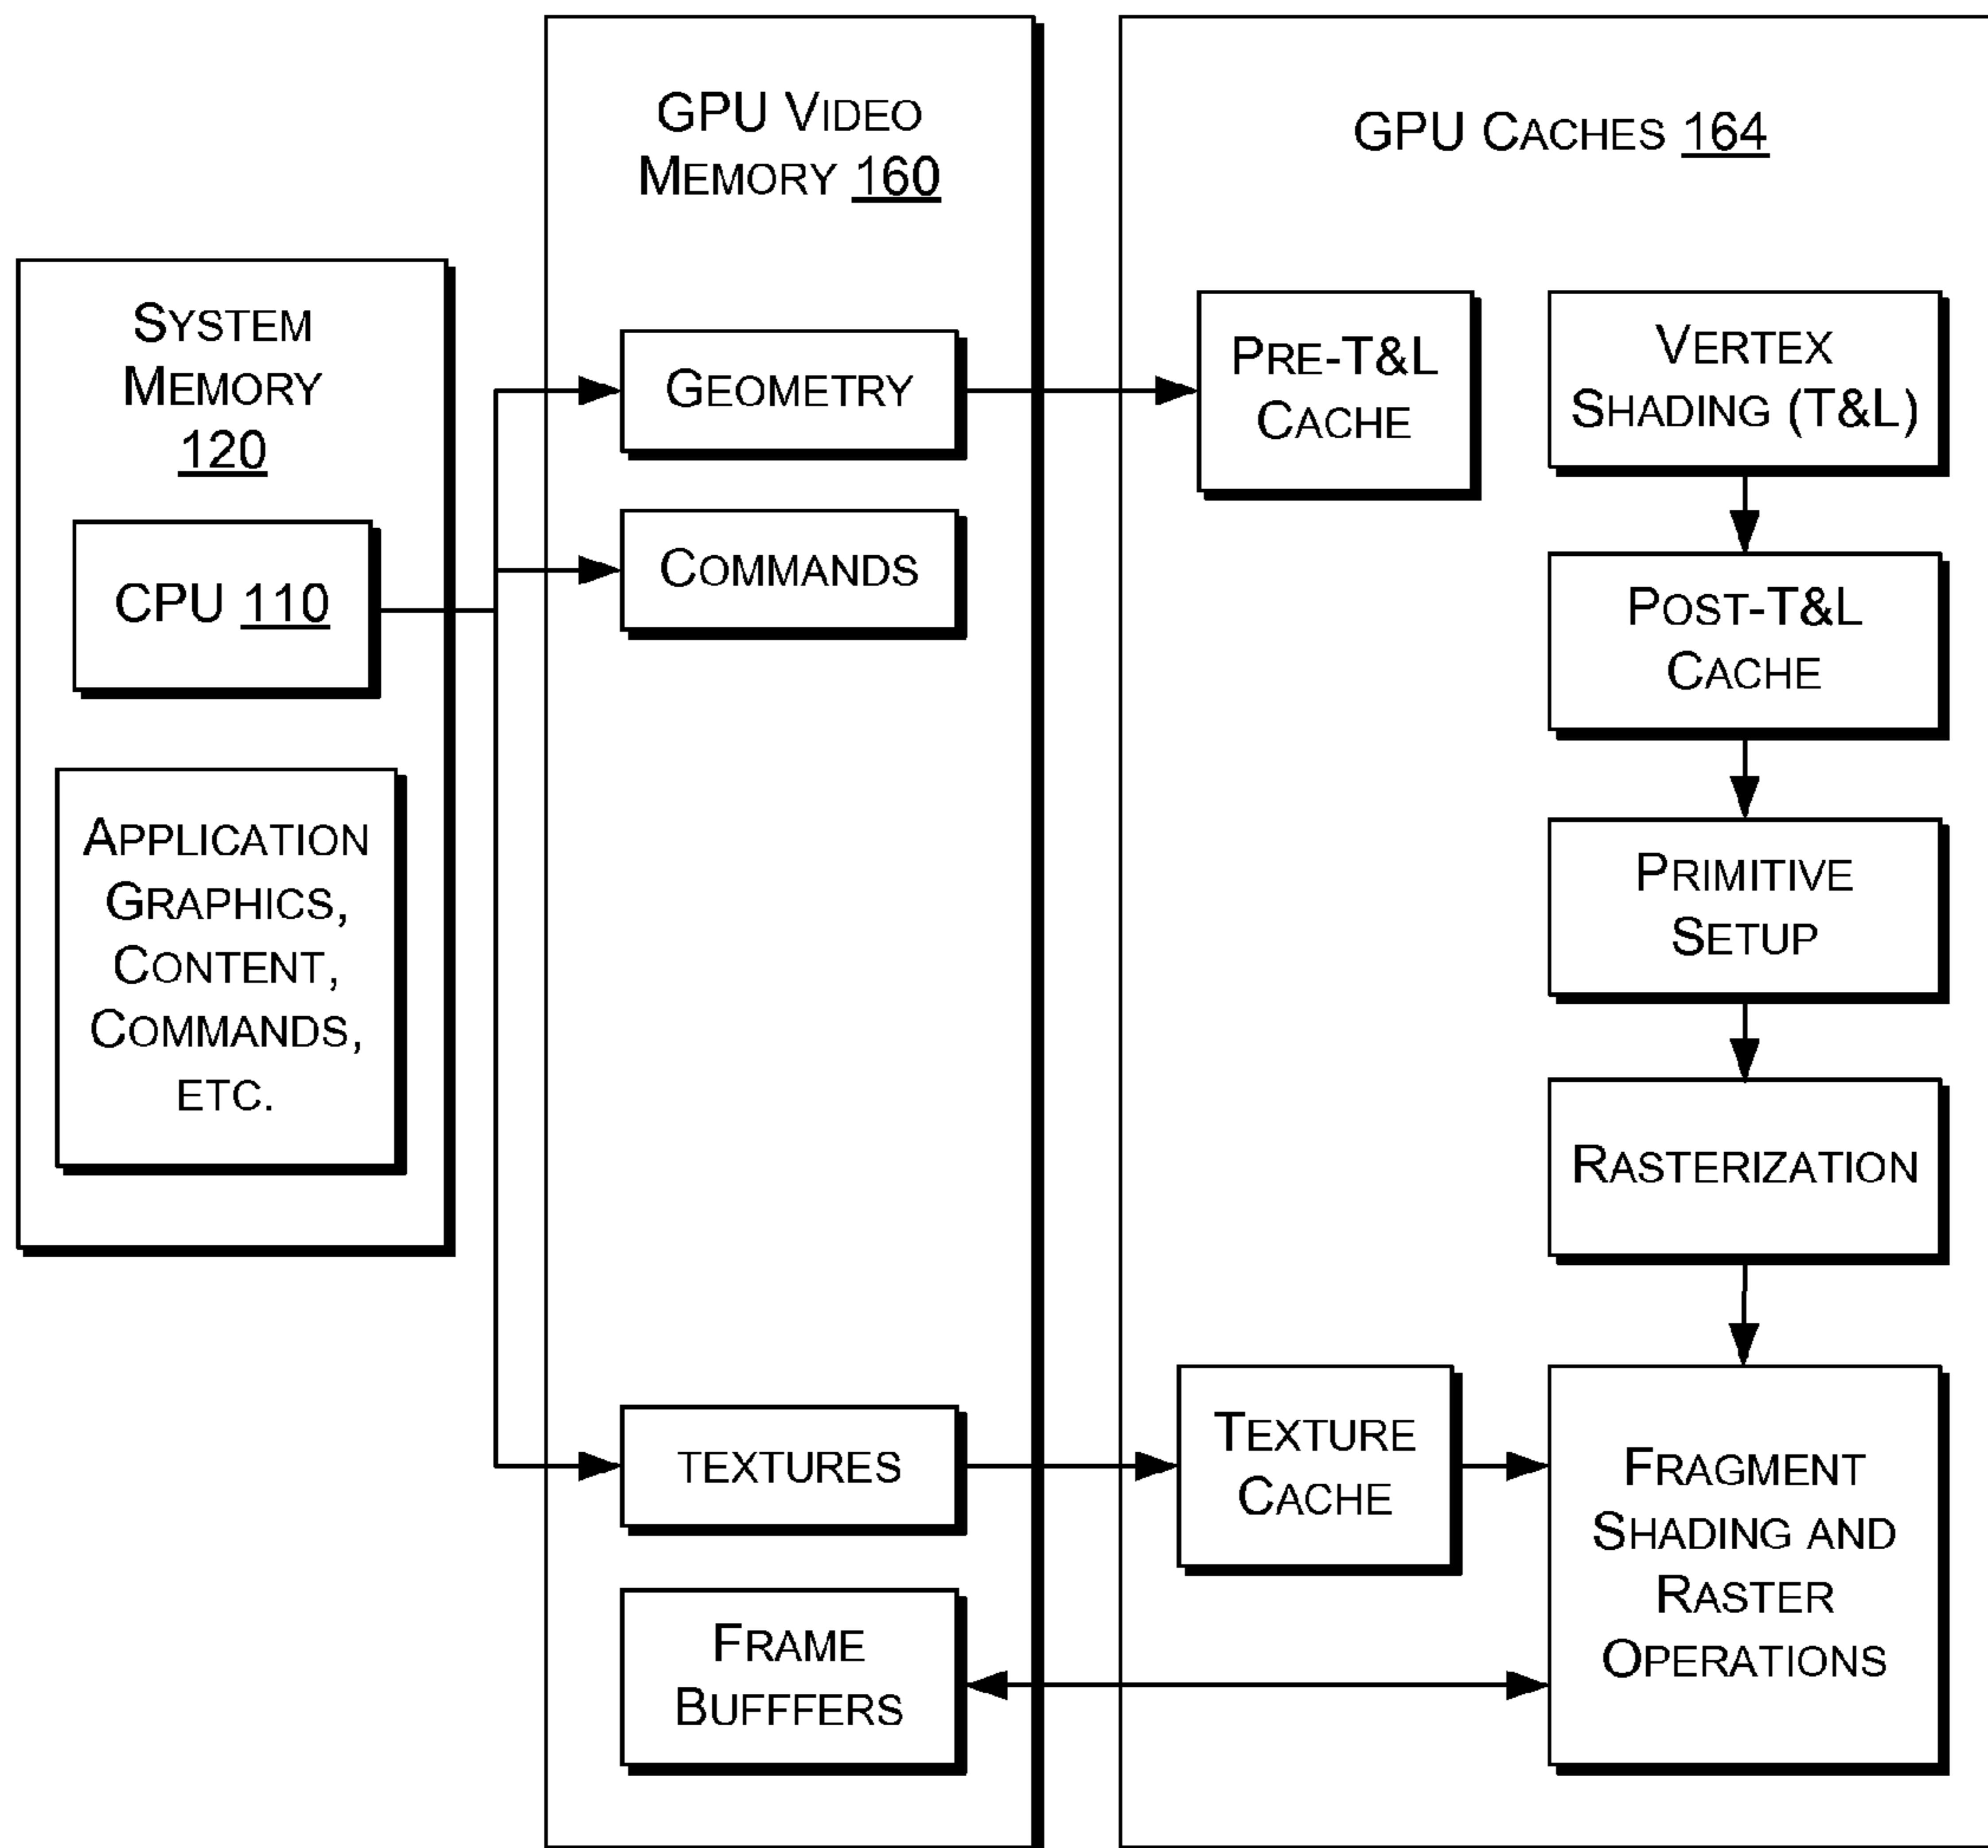 SYSTEM
MEMORY
120
CPU 110
APPLICATION
GRAPHICS,
CONTENT,
COMMANDS,
ETC.
GPU VIDEO
MEMORY 160
GEOMETRY
COMMANDS
TEXTURES
FRAME
BUFFFERS
GPU CACHES 164
PRE-T&L
CACHE
VERTEX
SHADING (T&L)
POST-T&L
CACHE
PRIMITIVE
SETUP
RASTERIZATION
TEXTURE
CACHE
FRAGMENT
SHADING AND
RASTER
OPERATIONS